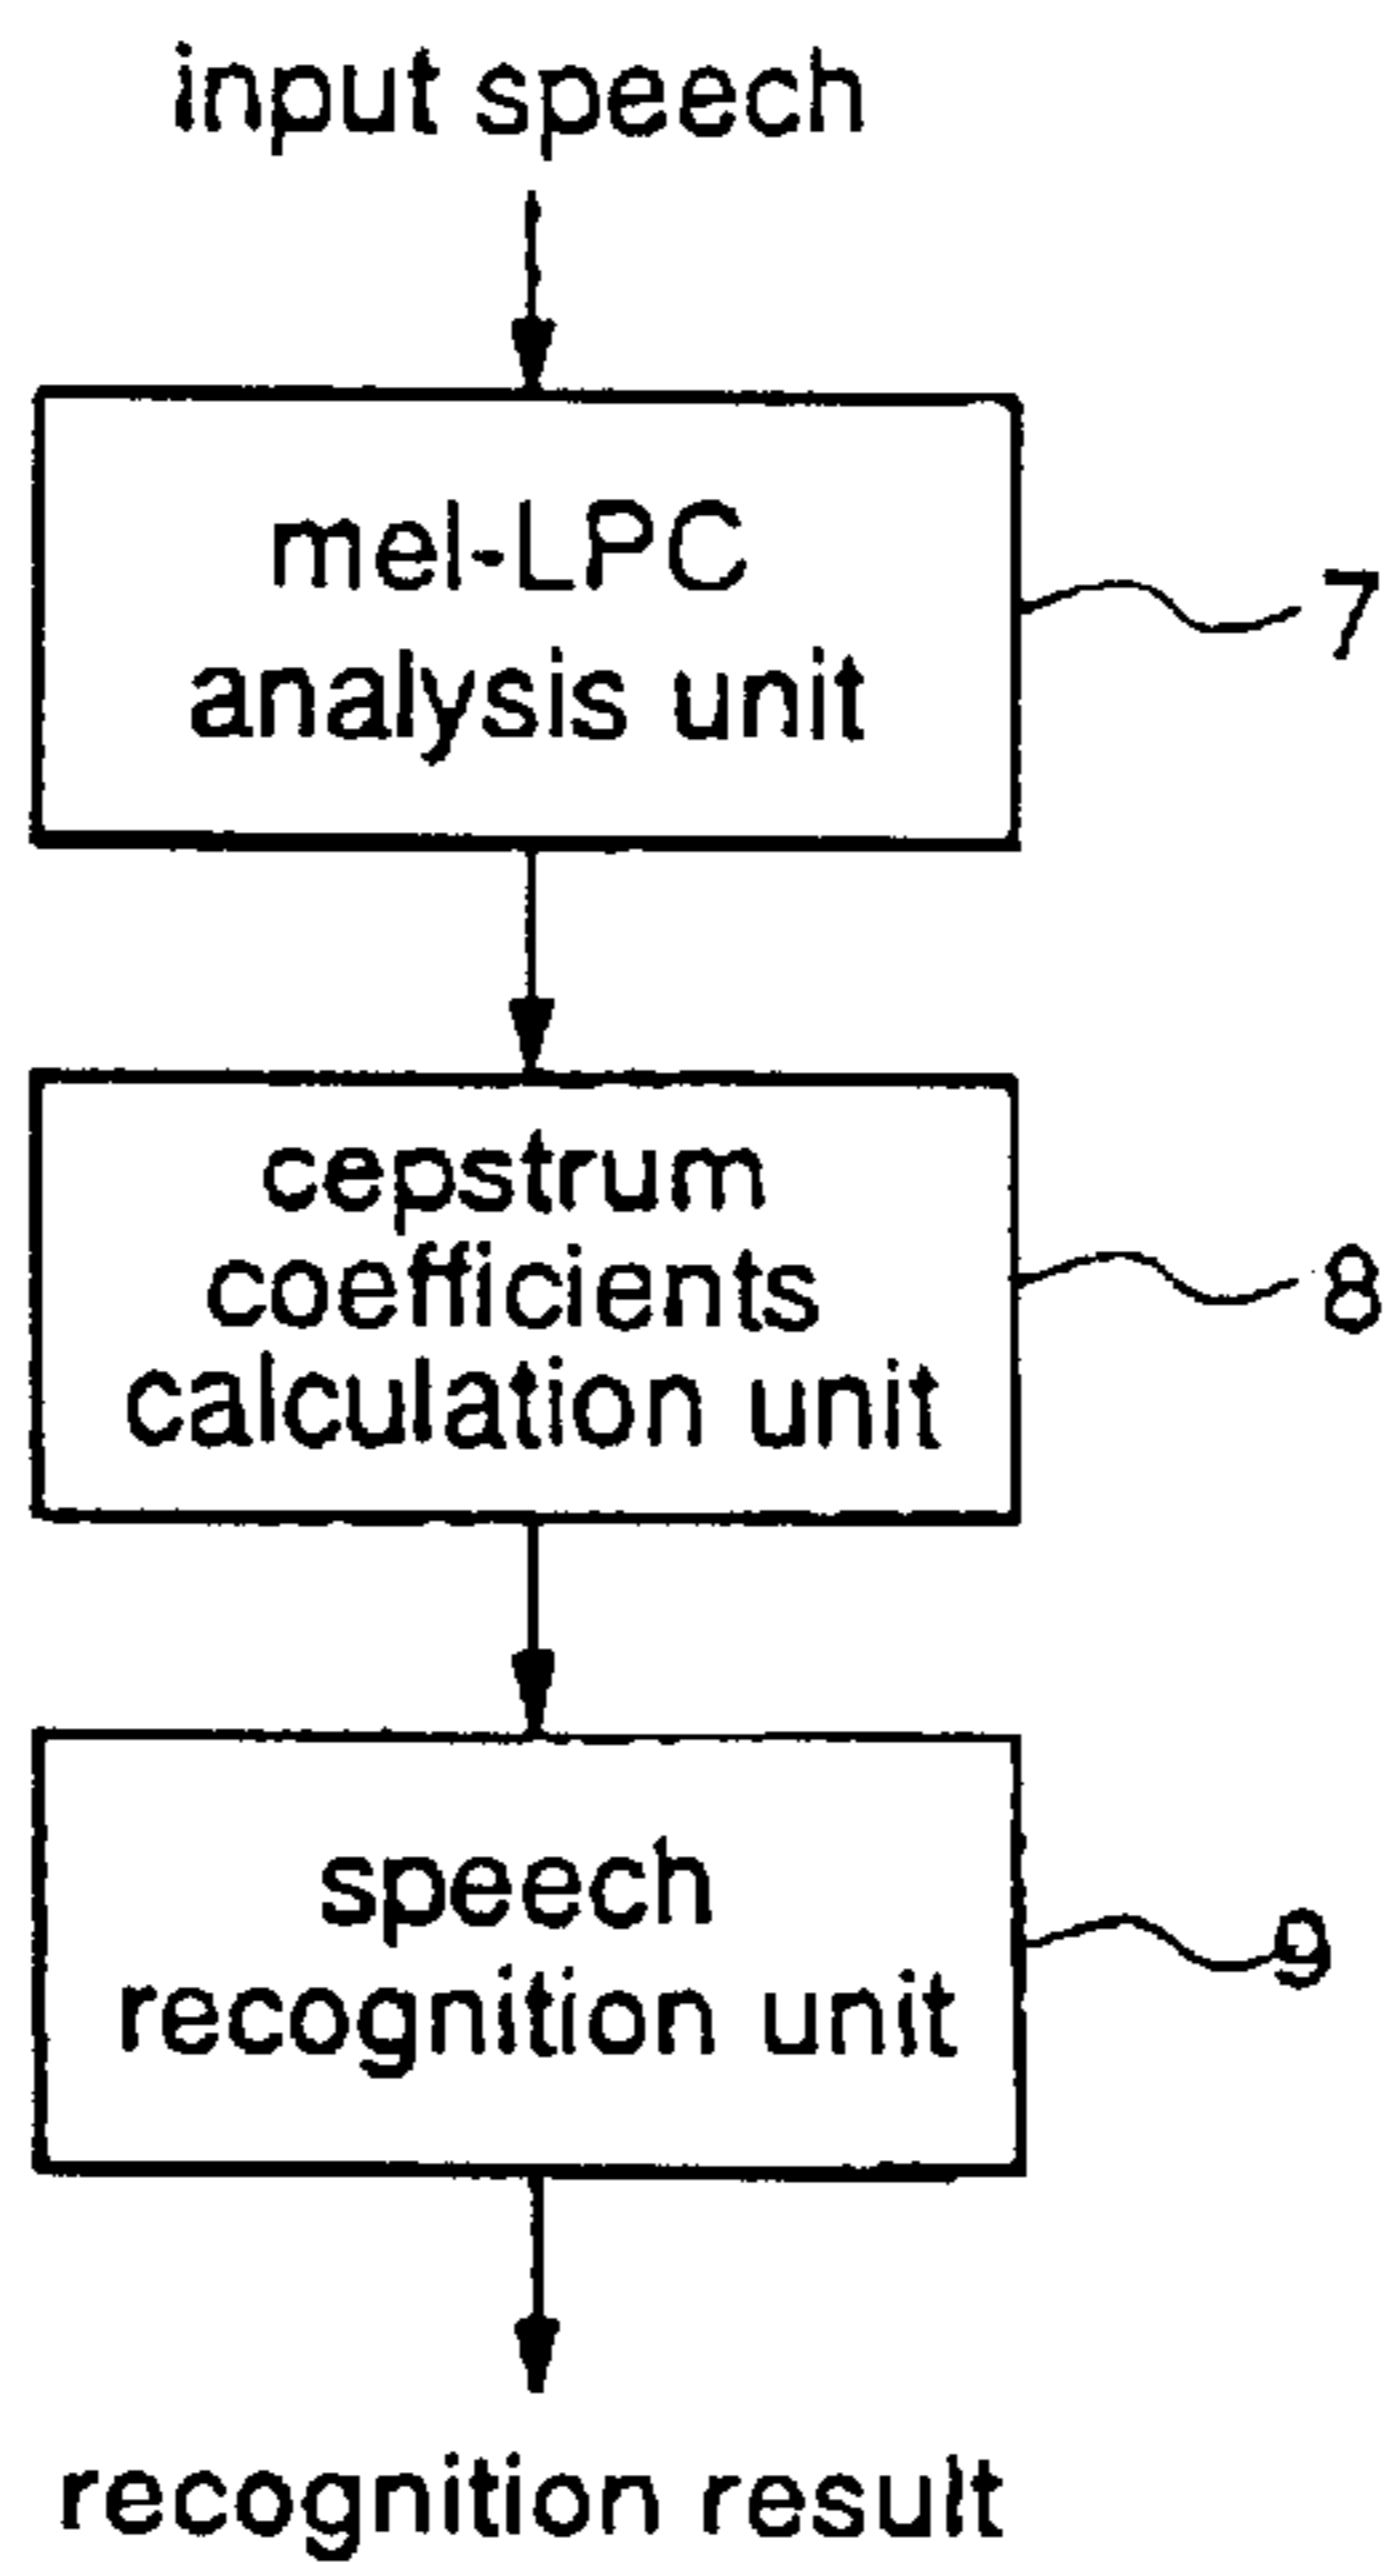 input speech
mel-LPC
analysis unit
7
cepstrum
coefficients
calculation unit
8
speech
recognition unit
9
recognition result